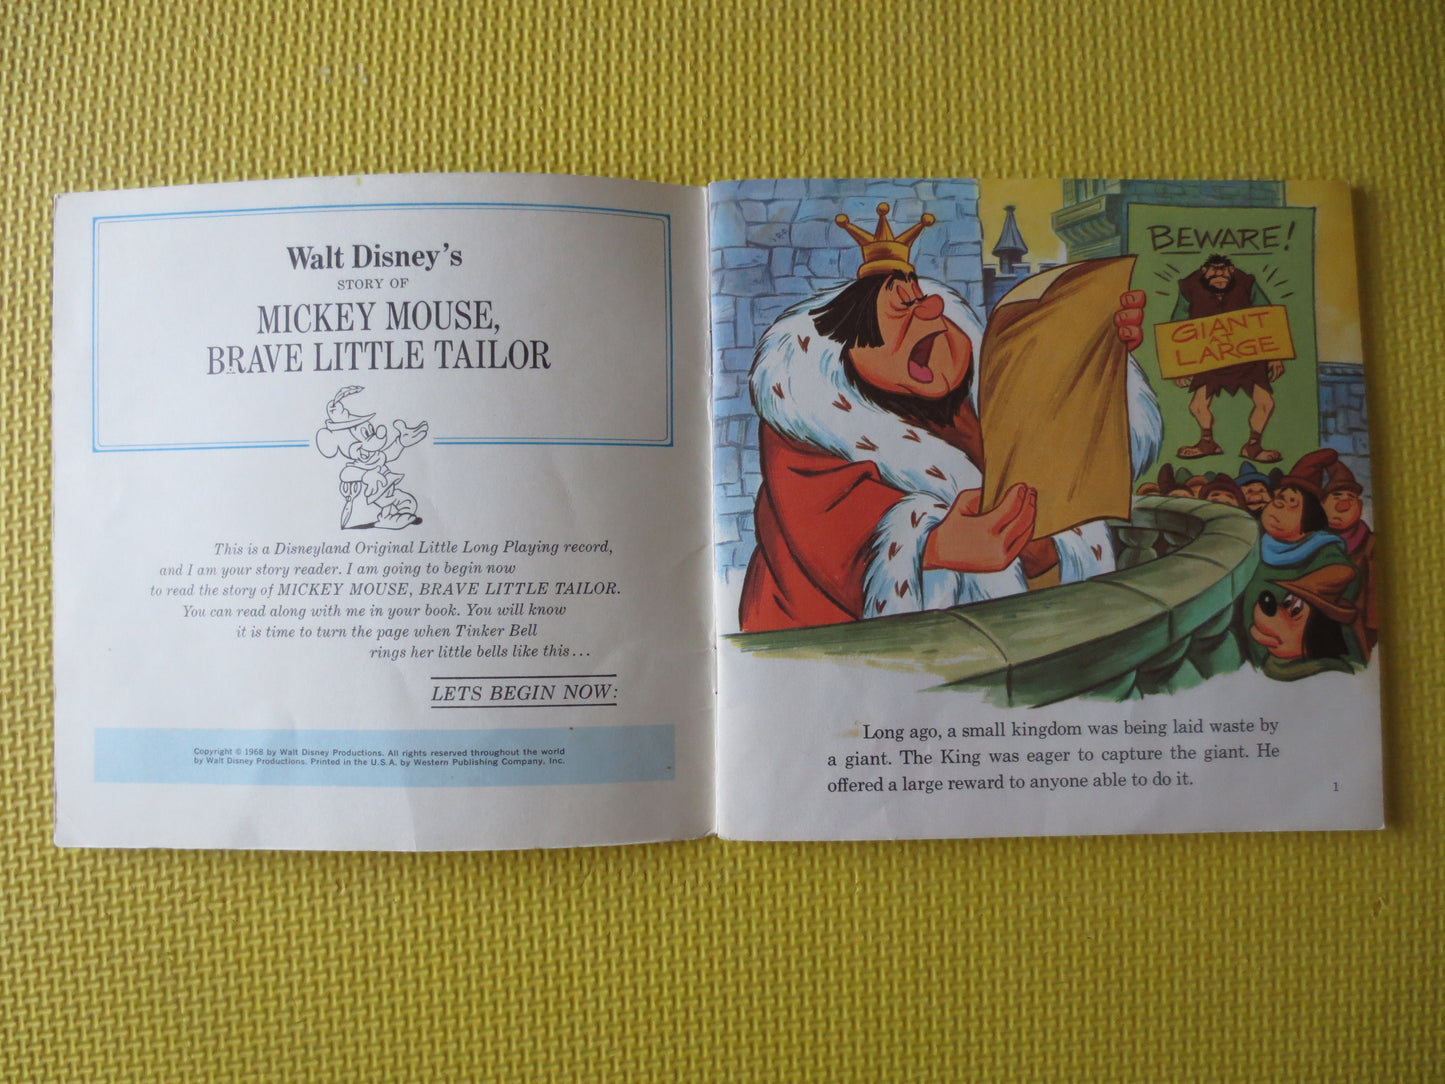 Walt Disney's
STORY OF
MICKEY MOUSE,
BRAVE LITTLE TAILOR
This is a Disneyland Original Little Long Playing record,
and I am your story reader. I am going to begin now
to read the story of MICKEY MOUSE, BRAVE LITTLE TAILOR.
You can read along with me in your book. You will know
it is time to turn the page when Tinker Bell
rings her little bells like this...
LETS BEGIN NOW:
Copyright © 1968 by Walt Disney Productions. All rights reserved throughout the world
by Walt Disney Productions. Printed in the U.S.A. by Western Publishing Company, Inc.
BEWARE!
GIANT
AT
LARGE
Long ago, a small kingdom was being laid waste by
a giant. The King was eager to capture the giant. He
offered a large reward to anyone able to do it.
1